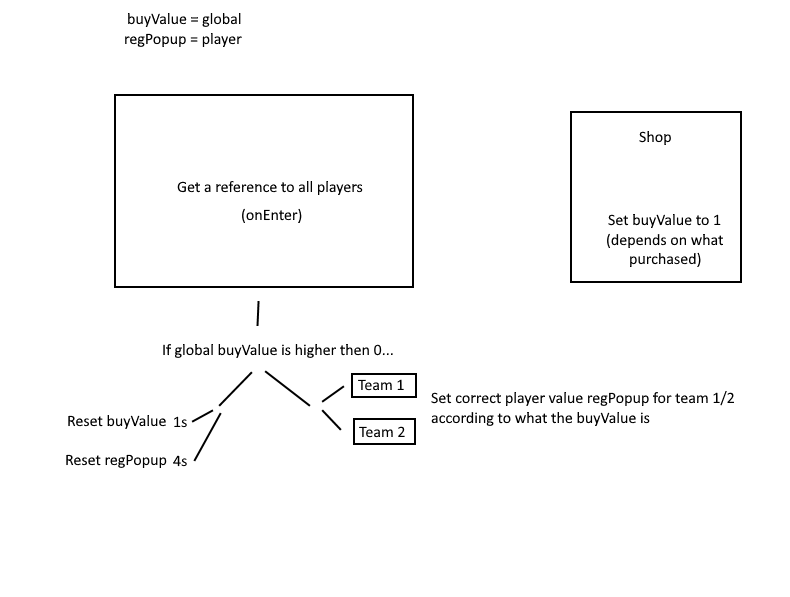 buyValue = global
regPopup = player
Get a reference to all players
(onEnter)
Shop
Set buyValue to 1
(depends on what
purchased)
If global buyValue is higher then 0...
Team 1
Team 2
Set correct player value regPopup for team 1/2
according to what the buyValue is
Reset buyValue 1s
Reset regPopup 4s